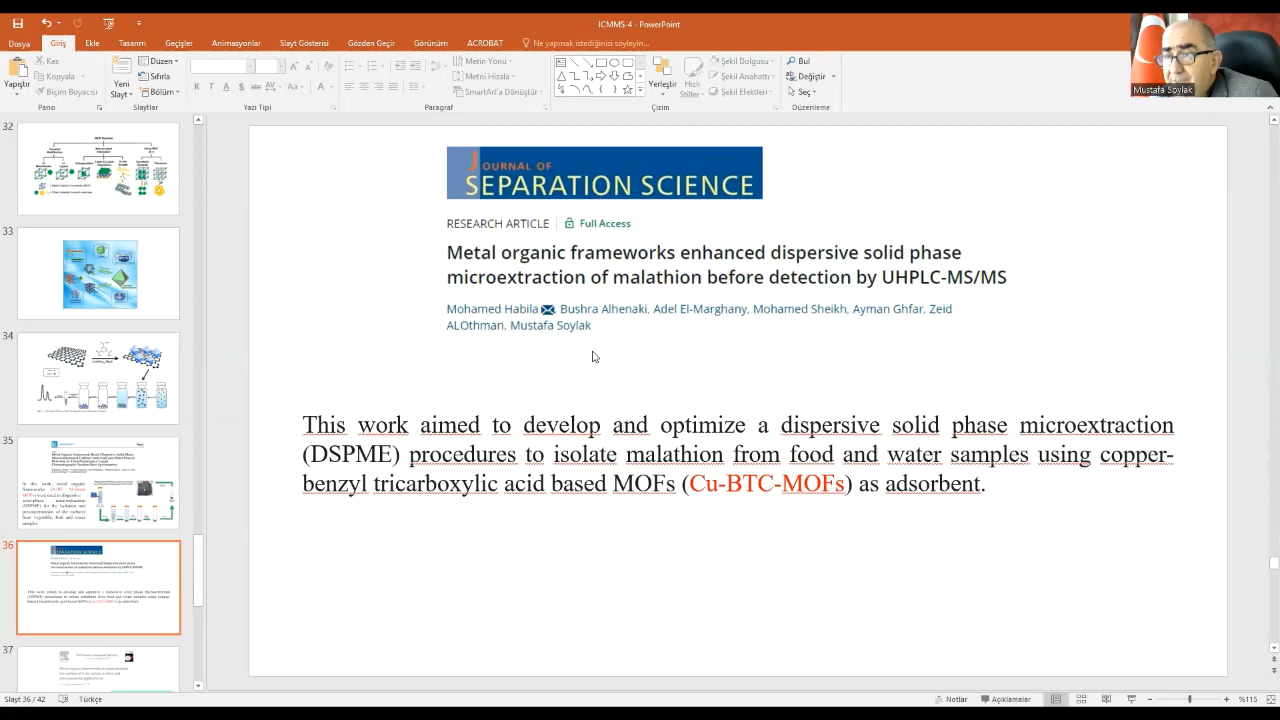 ICMMS-4 - PowerPoint
Dosya Giriş Ekle Tasarım Geçişler Animasyonlar Slayt Gösterisi Gözden Geçir Görünüm ACROBAT Ne yapmak istediğinizi söyleyin...
Yapıştır
Kes
Kopyala
Biçim Boyacısı
Pano
Yeni
Slayt
Düzen
Sıfırla
Bölüm
Slaytlar
Yazı Tipi
Metin Yönü
Metni Hizala
SmartArt'a Dönüştür
Paragraf
Yerleştir
Hızlı
Stiller
Şekil Dolgusu
Şekil Anahattı
Şekil Efektleri
Çizim
Bul
Değiştir
Seç
Düzenleme
Mustafa Soylak
32
33
34
35
36
37
JOURNAL OF
SEPARATION SCIENCE
RESEARCH ARTICLE Full Access
Metal organic frameworks enhanced dispersive solid phase
microextraction of malathion before detection by UHPLC-MS/MS
Mohamed Habila, Bushra Alhenaki, Adel El-Marghany, Mohamed Sheikh, Ayman Ghfar, Zeid
ALOthman, Mustafa Soylak
This work aimed to develop and optimize a dispersive solid phase microextraction
(DSPME) procedures to isolate malathion from food and water samples using copper-
benzyl tricarboxylic acid based MOFs (Cu-BTC-MOFs) as adsorbent.
Slayt 36 / 42 Türkçe
Notlar Açıklamalar %115